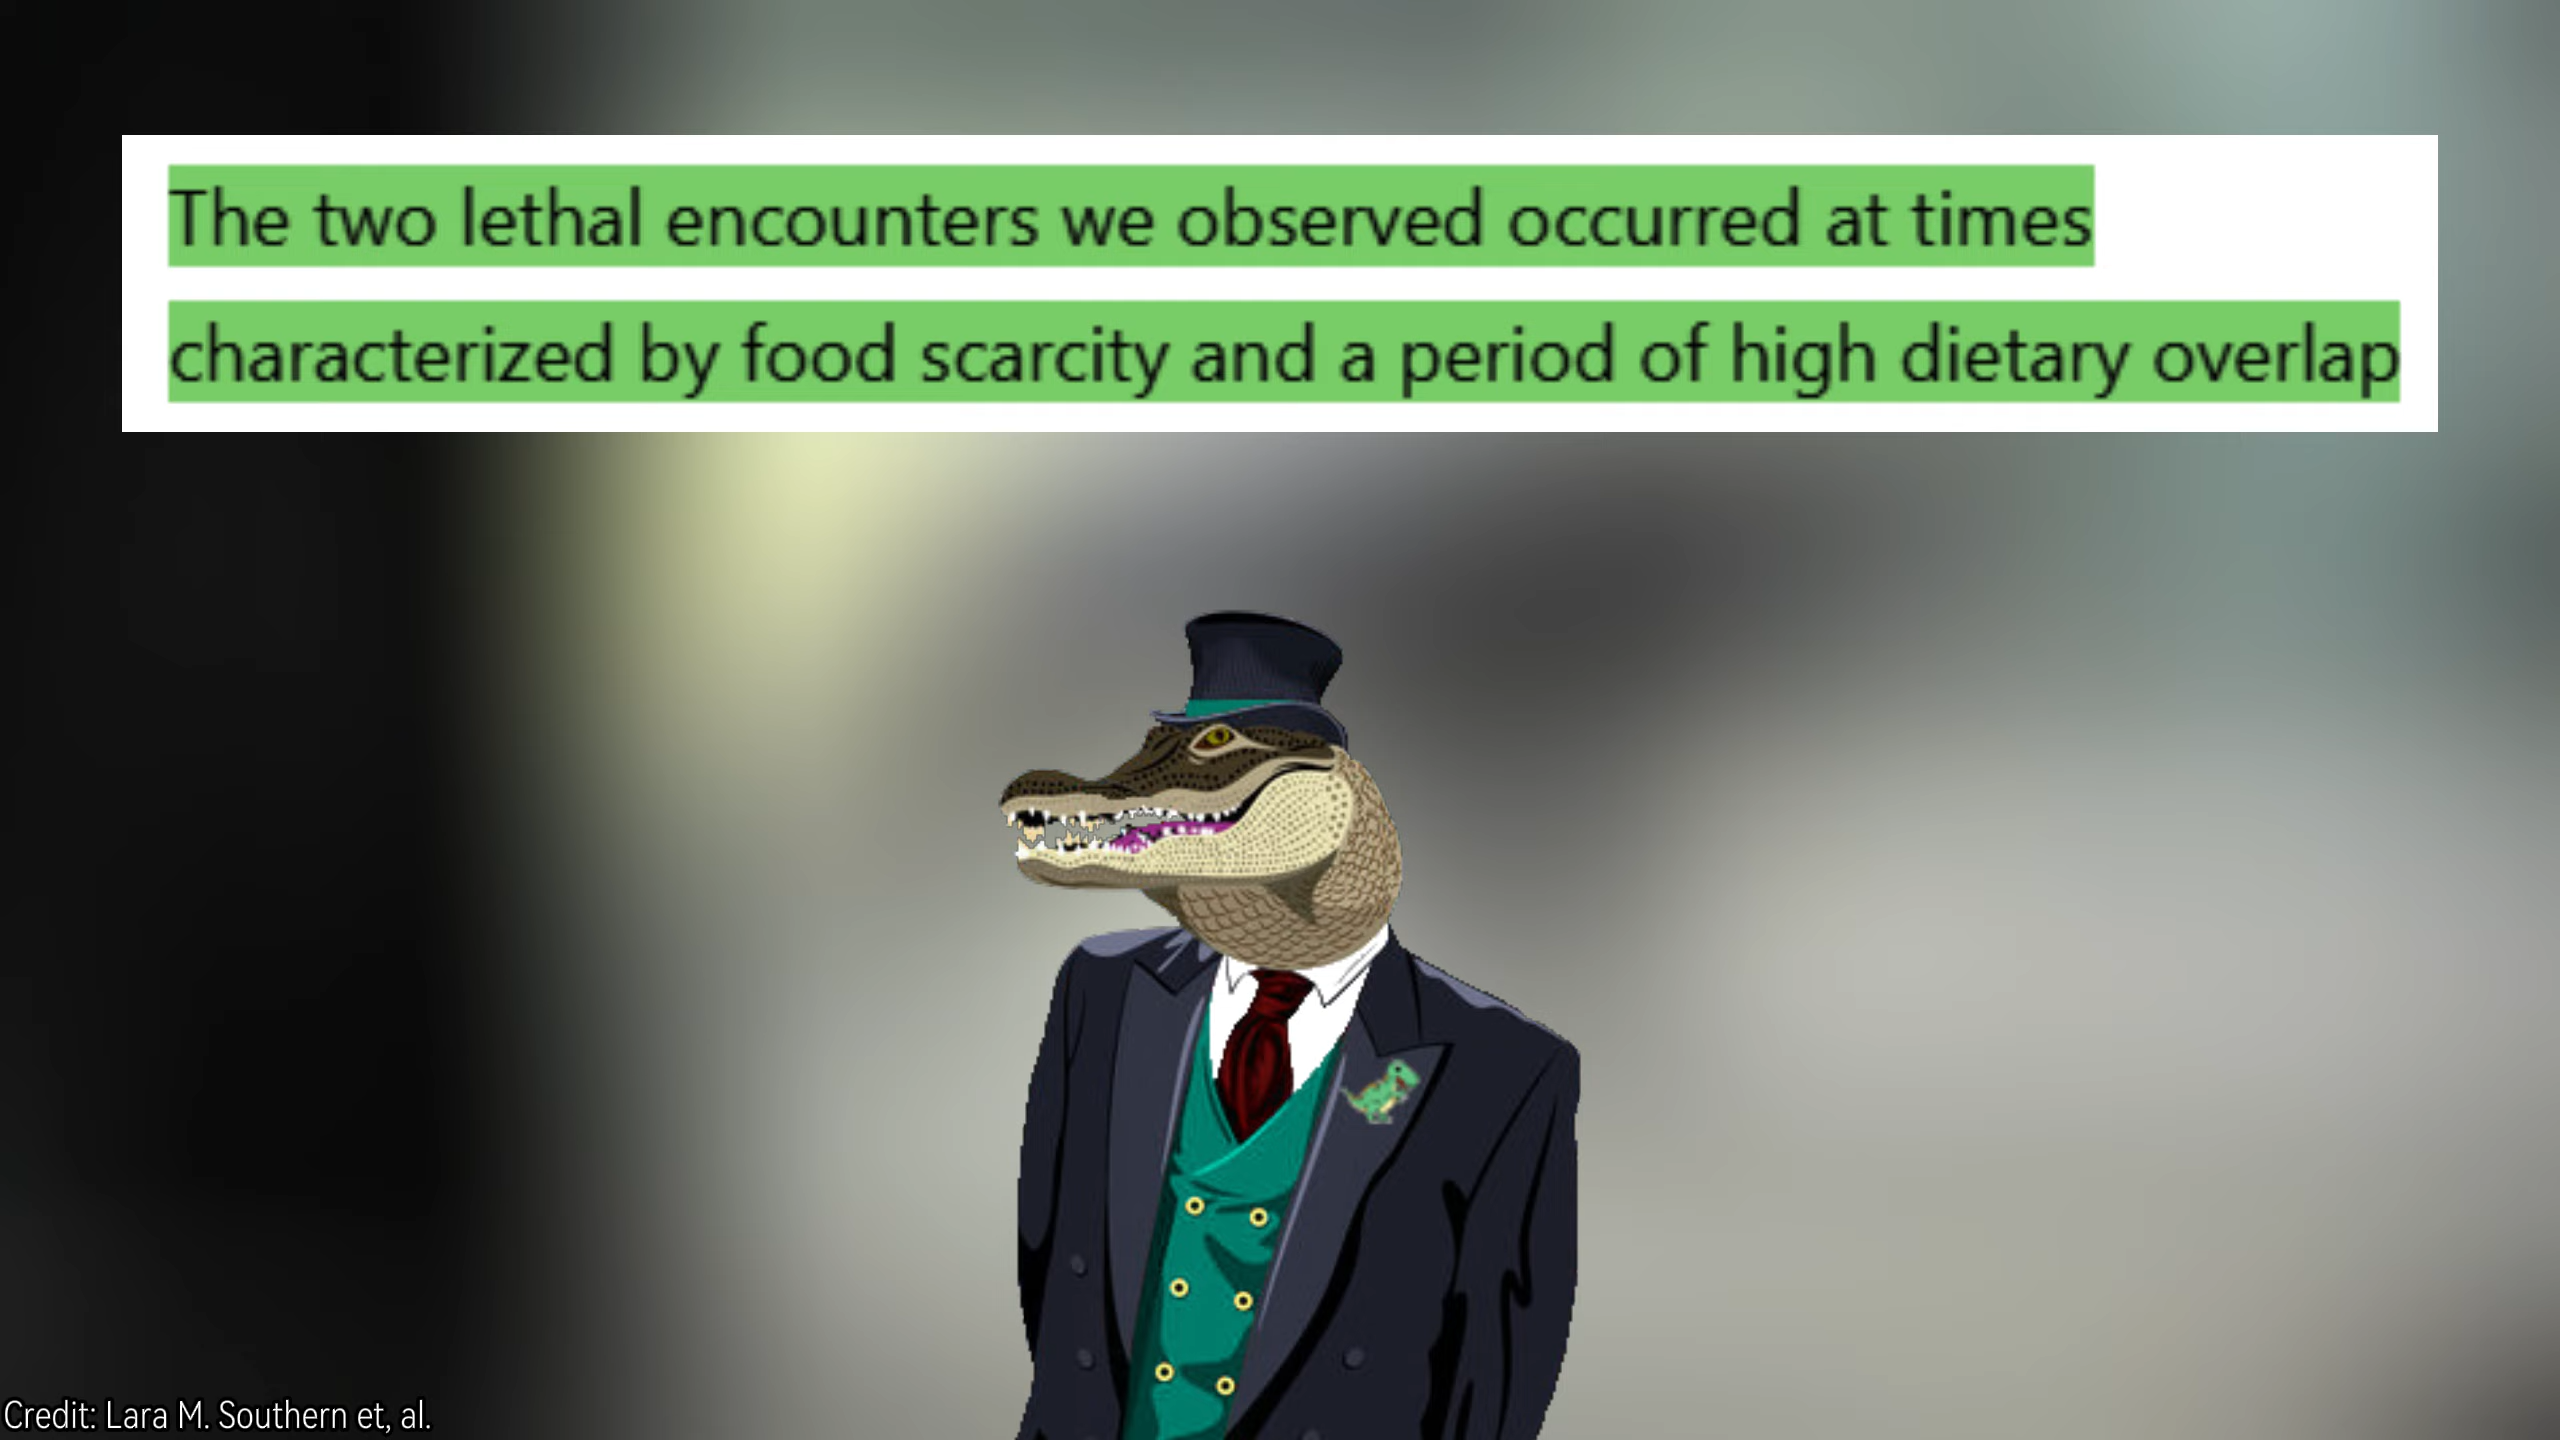 The two lethal encounters we observed occurred at times
characterized by food scarcity and a period of high dietary overlap
Credit: Lara M. Southern et, al.